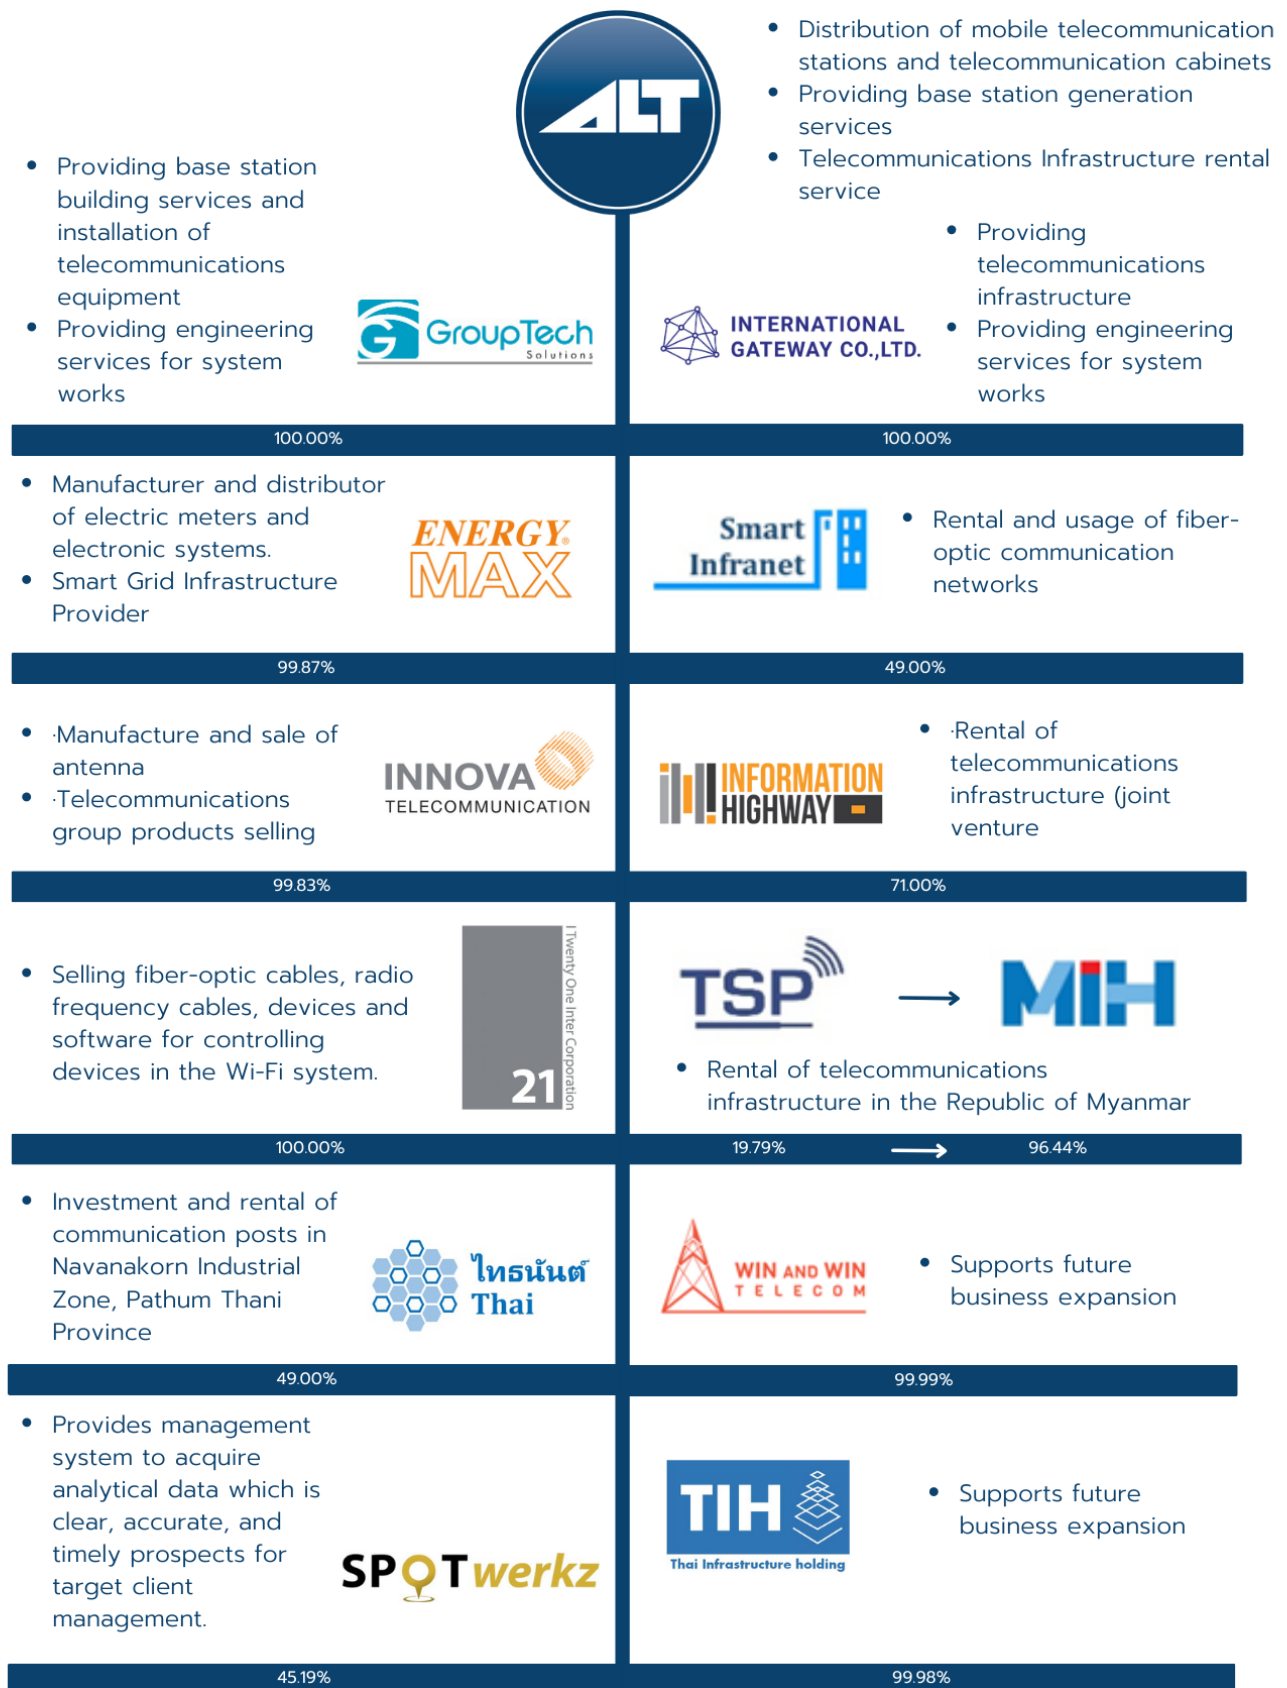 ALT
• Distribution of mobile telecommunication
stations and telecommunication cabinets
• Providing base station generation
services
• Telecommunications Infrastructure rental
service
• Providing base station
building services and
installation of
telecommunications
equipment
• Providing engineering
services for system
works
GroupTech
Solutions
INTERNATIONAL
GATEWAY CO.,LTD.
• Providing
telecommunications
infrastructure
• Providing engineering
services for system
works
100.00%
100.00%
• Manufacturer and distributor
of electric meters and
electronic systems.
• Smart Grid Infrastructure
Provider
ENERGY®
MAX
Smart
Infranet
• Rental and usage of fiber-
optic communication
networks
99.87%
49.00%
• ·Manufacture and sale of
antenna
• ·Telecommunications
group products selling
INNOVA
TELECOMMUNICATION
INFORMATION
HIGHWAY
• ·Rental of
telecommunications
infrastructure (joint
venture
99.83%
71.00%
• Selling fiber-optic cables, radio
frequency cables, devices and
software for controlling
devices in the Wi-Fi system.
I Twenty One Inter Corporation
21
TSP → MIH
• Rental of telecommunications
infrastructure in the Republic of Myanmar
100.00%
19.79% → 96.44%
• Investment and rental of
communication posts in
Navanakorn Industrial
Zone, Pathum Thani
Province
ไทธนันต์
Thai
WIN AND WIN
TELECOM
• Supports future
business expansion
49.00%
99.99%
• Provides management
system to acquire
analytical data which is
clear, accurate, and
timely prospects for
target client
management.
SPOTwerkz
TIH
Thai Infrastructure holding
• Supports future
business expansion
45.19%
99.98%